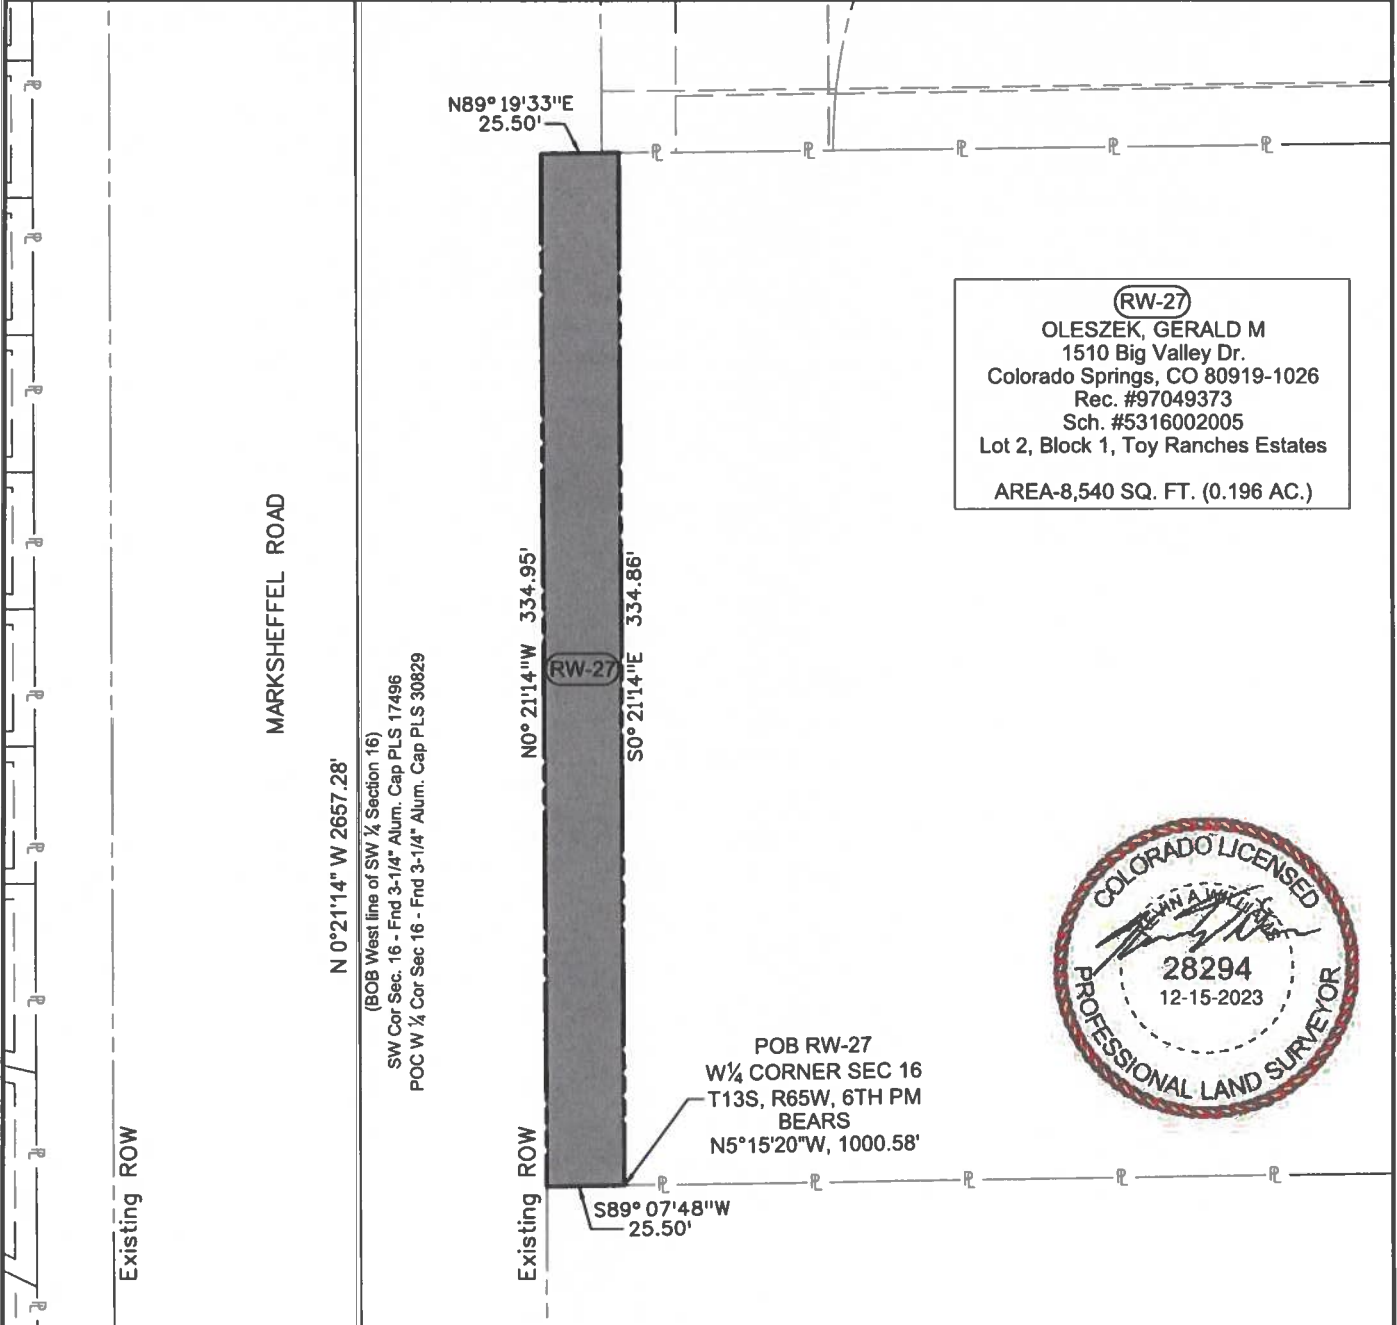 N89° 19'33"E
25.50'
RW-27
OLESZEK, GERALD M
1510 Big Valley Dr.
Colorado Springs, CO 80919-1026
Rec. #97049373
Sch. #5316002005
Lot 2, Block 1, Toy Ranches Estates
AREA-8,540 SQ. FT. (0.196 AC.)
MARKSHEFFEL ROAD
N 0°21'14" W 2657.28'
(BOB West line of SW ¼ Section 16)
SW Cor Sec. 16 - Fnd 3-1/4" Alum. Cap PLS 17496
POC W ¼ Cor Sec 16 - Fnd 3-1/4" Alum. Cap PLS 30829
N0° 21'14"W 334.95'
RW-27
S0° 21'14"E 334.86'
COLORADO LICENSED
KEVIN A. WILLIAMS
28294
12-15-2023
PROFESSIONAL LAND SURVEYOR
POB RW-27
W¼ CORNER SEC 16
T13S, R65W, 6TH PM
BEARS
N5°15'20"W, 1000.58'
Existing ROW
Existing ROW
S89° 07'48"W
25.50'